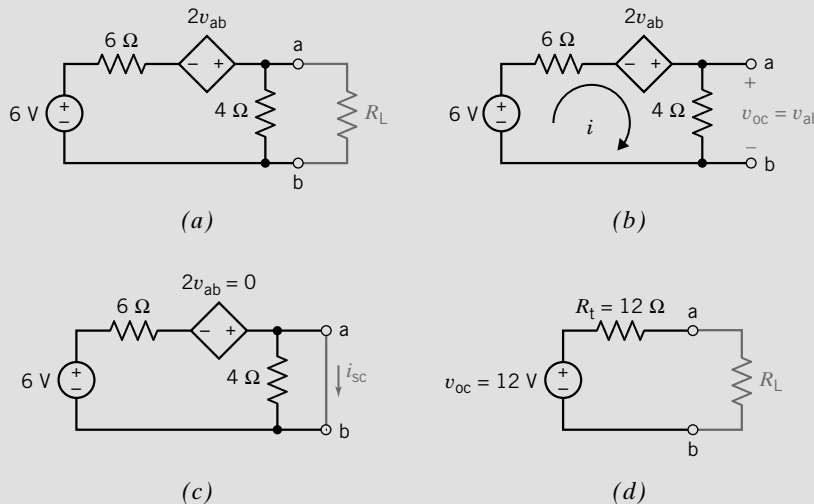 2v_ab
6 Ω
− +
a
6 V
+
−
4 Ω
R_L
b
(a)
2v_ab
6 Ω
− +
a
+
6 V
+
−
i
4 Ω
v_oc = v_ab
−
b
(b)
2v_ab = 0
6 Ω
− +
a
6 V
+
−
4 Ω
i_sc
b
(c)
R_t = 12 Ω
a
v_oc = 12 V
+
−
R_L
b
(d)